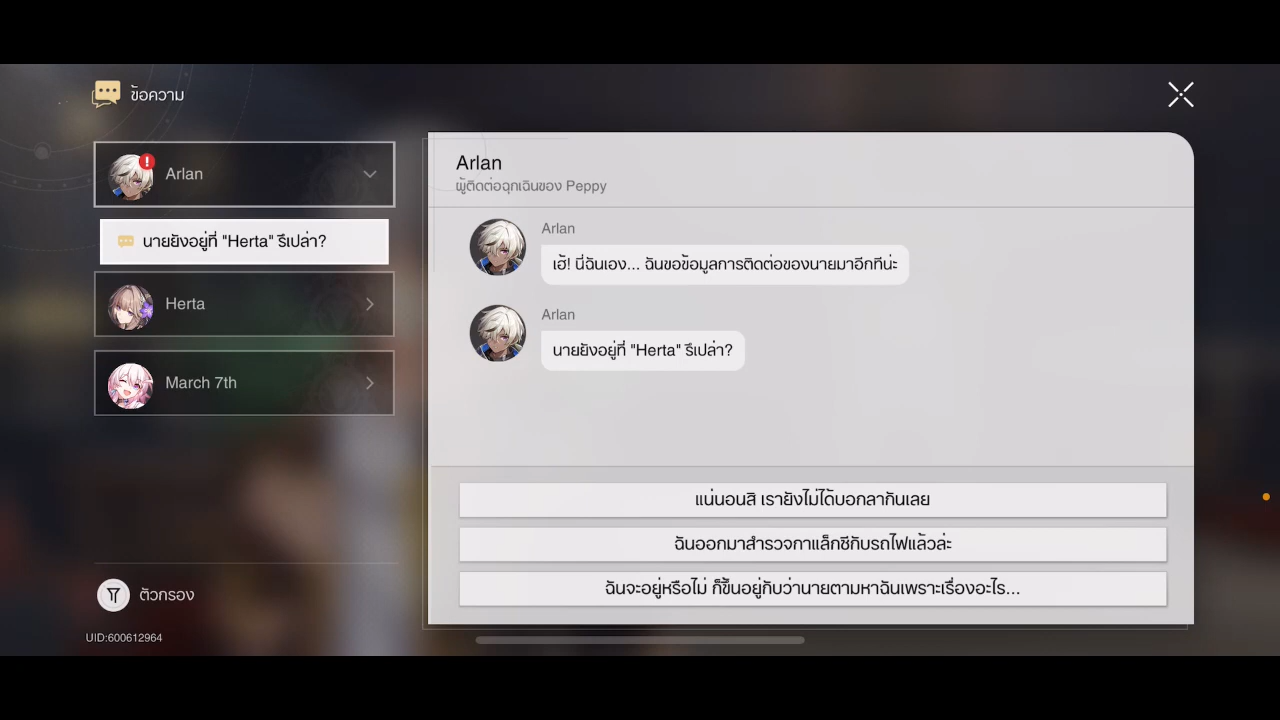 ข้อความ
Arlan
นายยังอยู่ที่ "Herta" รึเปล่า?
Herta
March 7th
ตัวกรอง
UID:600612964
Arlan
ผู้ติดต่อฉุกเฉินของ Peppy
Arlan
เฮ้! นี่ฉันเอง... ฉันขอข้อมูลการติดต่อของนายมาอีกทีน่ะ
Arlan
นายยังอยู่ที่ "Herta" รึเปล่า?
แน่นอนสิ เรายังไม่ได้บอกลากันเลย
ฉันออกมาสำรวจกาแล็กซีกับรถไฟแล้วล่ะ
ฉันจะอยู่หรือไม่ ก็ขึ้นอยู่กับว่านายตามหาฉันเพราะเรื่องอะไร...